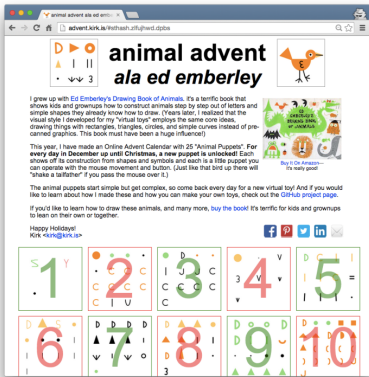 animal advent ala ed emb
advent.kirk.is/#sthash.zlfujhwd.dpbs
animal advent
ala ed emberley
I grew up with Ed Emberley's Drawing Book of Animals. It's a terrific book that
shows kids and grownups how to construct animals step by step out of letters and
simple shapes they already know how to draw. (Years later, I realized that the
visual style I developed for my "virtual toys" employs the same core ideas,
drawing things with rectangles, triangles, circles, and simple curves instead of pre-
canned graphics. This book must have been a huge influence!)
This year, I have made an Online Advent Calendar with 25 "Animal Puppets". For
every day in December up until Christmas, a new puppet is unlocked! Each
shows off its construction from shapes and symbols and each is a little puppet you
can operate with the mouse movement and button. (Just like that bird up there will
"shake a tailfather" if you pass the mouse over it.)
Buy It On Amazon—
It's really good!
The animal puppets start simple but get complex, so come back every day for a new virtual toy! And if you would
like to learn about how I made these and how you can make your own toys, check out the GitHub project page.
If you'd like to learn how to draw these animals, and many more, buy the book! It's terrific for kids and grownups
to lean on their own or together.
Happy Holidays!
Kirk <kirk@kirk.is>
1 2 3 4 5
6 7 8 9 10